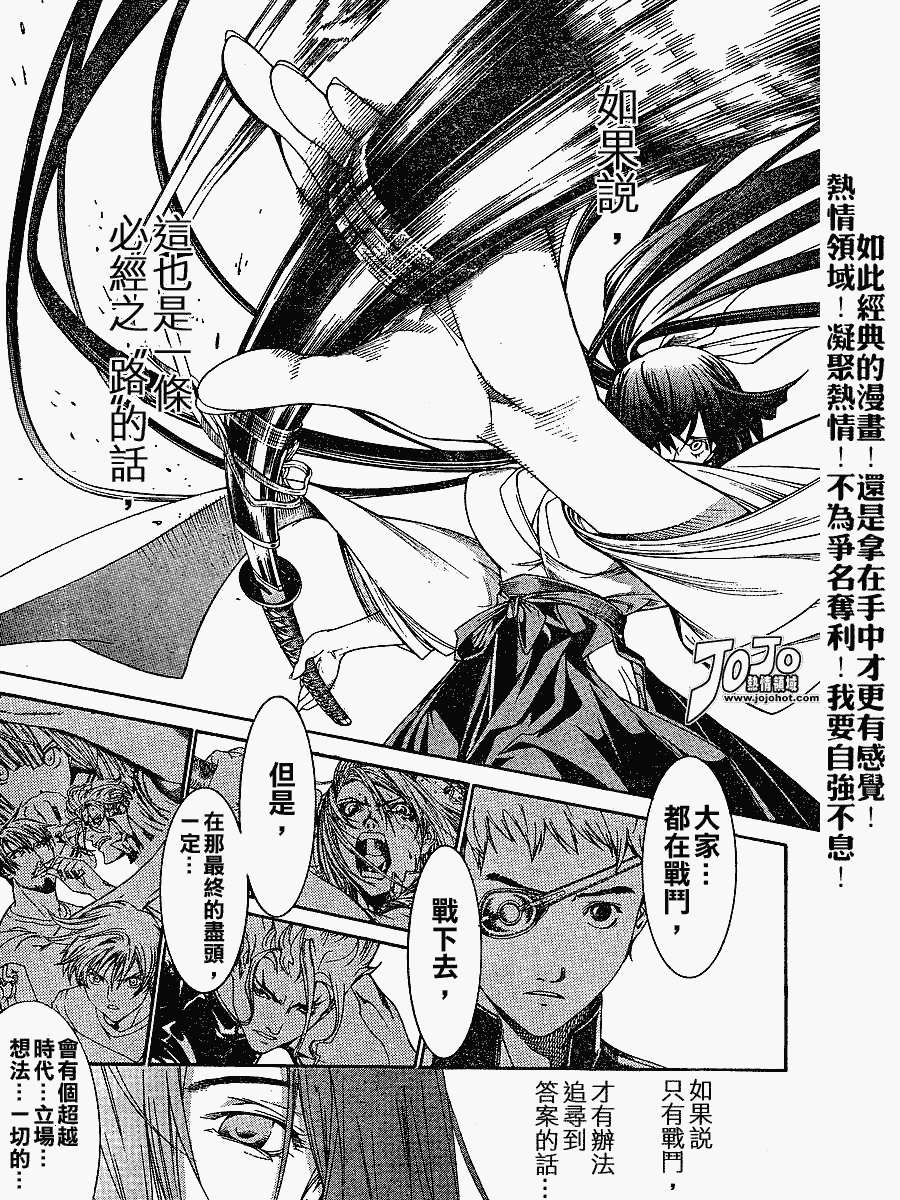 如果説，
這也是一條
必經之〝路〞的話，
大家…
都在戰鬥，
戰下去，
但是，
在那最終的盡頭，
一定…
如果説
只有戰鬥，
才有辦法
追尋到
答案的話…
會有個超越
時代…立場…
想法…一切的…
如此經典的漫畫！還是拿在手中才更有感覺！
熱情領域！凝聚熱情！不為爭名奪利！我要自強不息！
JOJO
熱情領域
www.jojohot.com